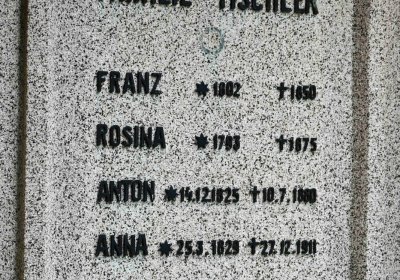 FRANZ * 1802 †1850
ROSINA * 1793 †1875
ANTON *14.12.1825 †10.7.1880
ANNA *25.3.1829 †27.12.1911